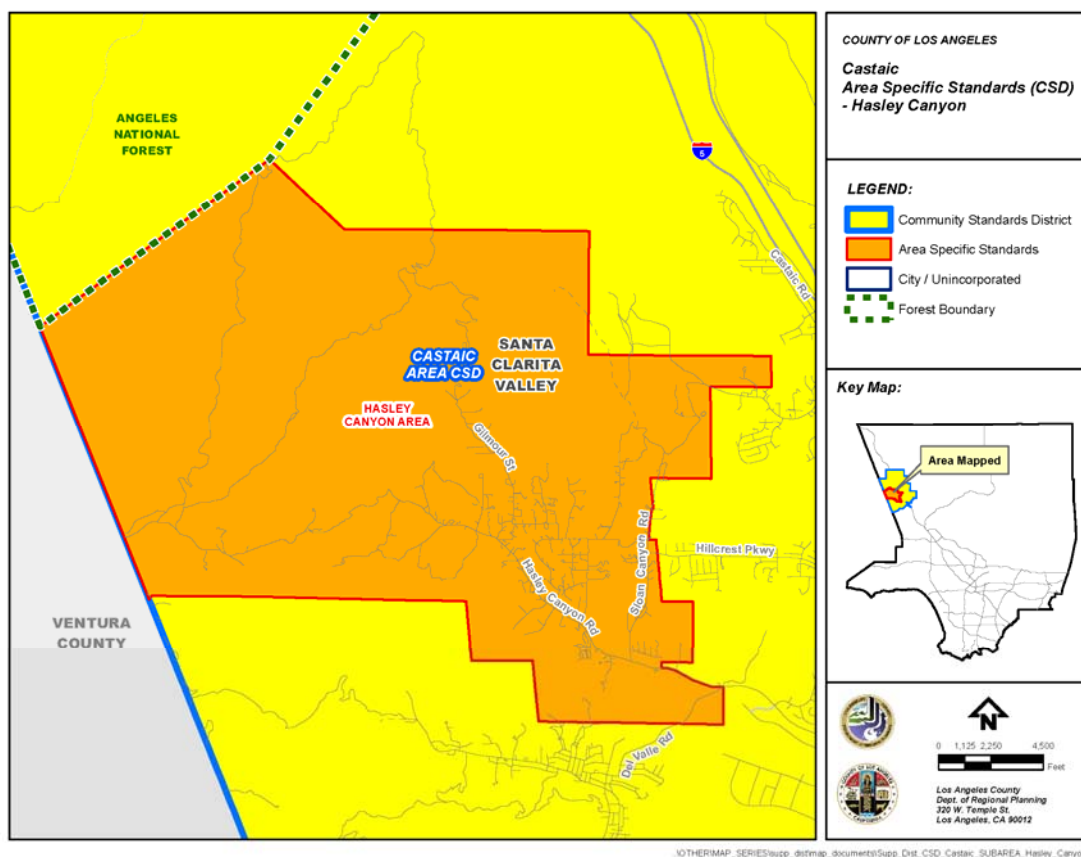 ANGELES
NATIONAL
FOREST
5
Castaic Rd
CASTAIC
AREA CSD
SANTA
CLARITA
VALLEY
HASLEY
CANYON AREA
Gilmour St
Hasley Canyon Rd
Sloan Canyon Rd
Hillcrest Pkwy
VENTURA
COUNTY
Del Valle Rd
COUNTY OF LOS ANGELES
Castaic
Area Specific Standards (CSD)
- Hasley Canyon
LEGEND:
Community Standards District
Area Specific Standards
City / Unincorporated
Forest Boundary
Key Map:
Area Mapped
N
0 1,125 2,250 4,500
Feet
Los Angeles County
Dept. of Regional Planning
320 W. Temple St.
Los Angeles, CA 90012